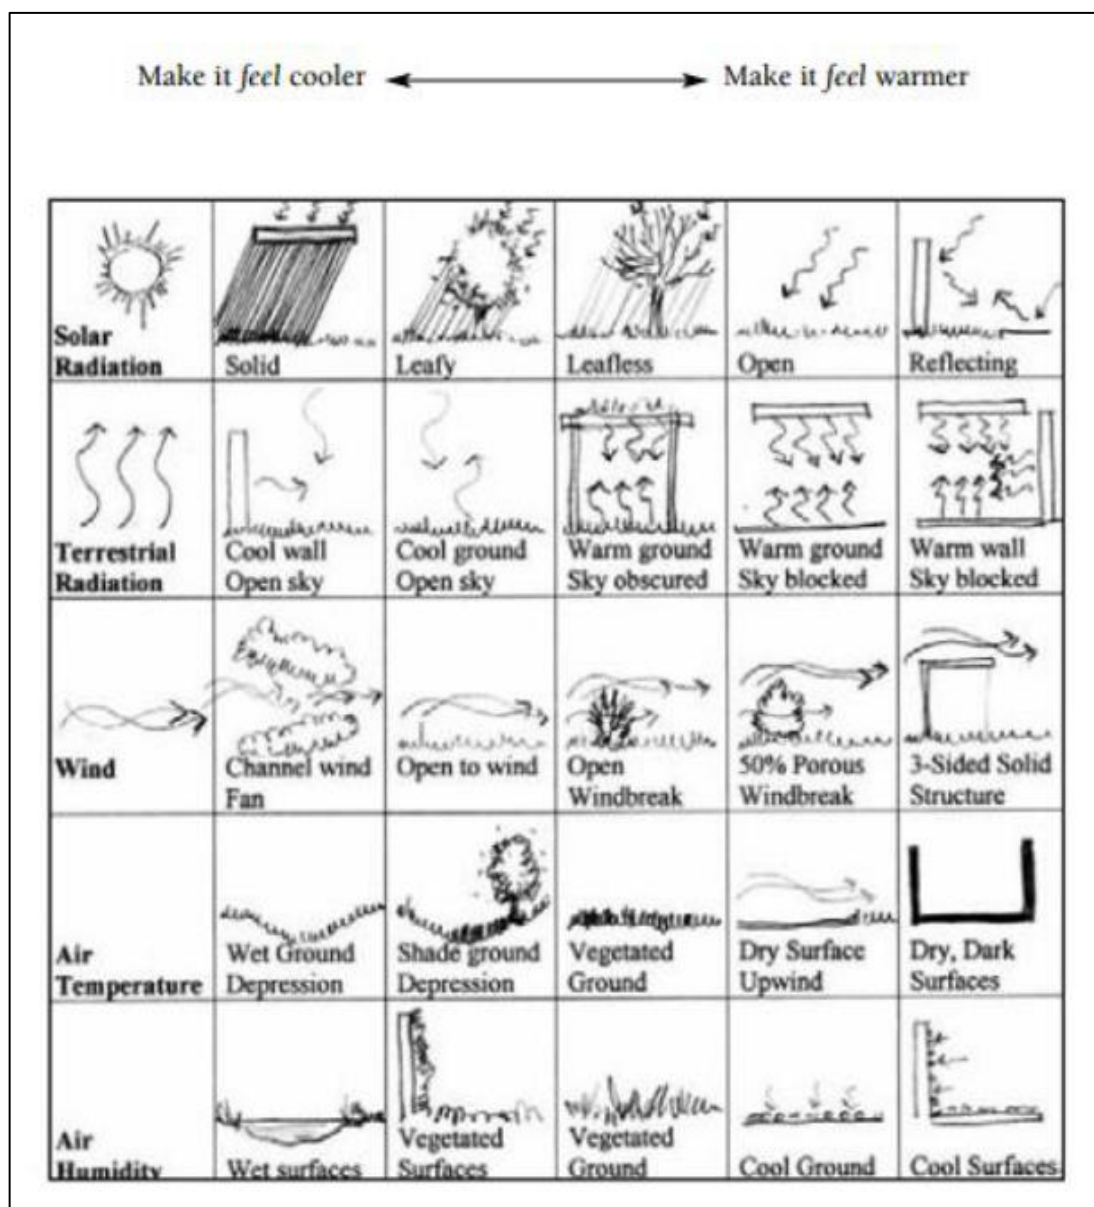 Make it feel cooler Make it feel warmer
Solar
Radiation
Solid
Leafy
Leafless
Open
Reflecting
Terrestrial
Radiation
Cool wall
Open sky
Cool ground
Open sky
Warm ground
Sky obscured
Warm ground
Sky blocked
Warm wall
Sky blocked
Wind
Channel wind
Fan
Open to wind
Open
Windbreak
50% Porous
Windbreak
3-Sided Solid
Structure
Air
Temperature
Wet Ground
Depression
Shade ground
Depression
Vegetated
Ground
Dry Surface
Upwind
Dry, Dark
Surfaces
Air
Humidity
Wet surfaces
Vegetated
Surfaces
Vegetated
Ground
Cool Ground
Cool Surfaces